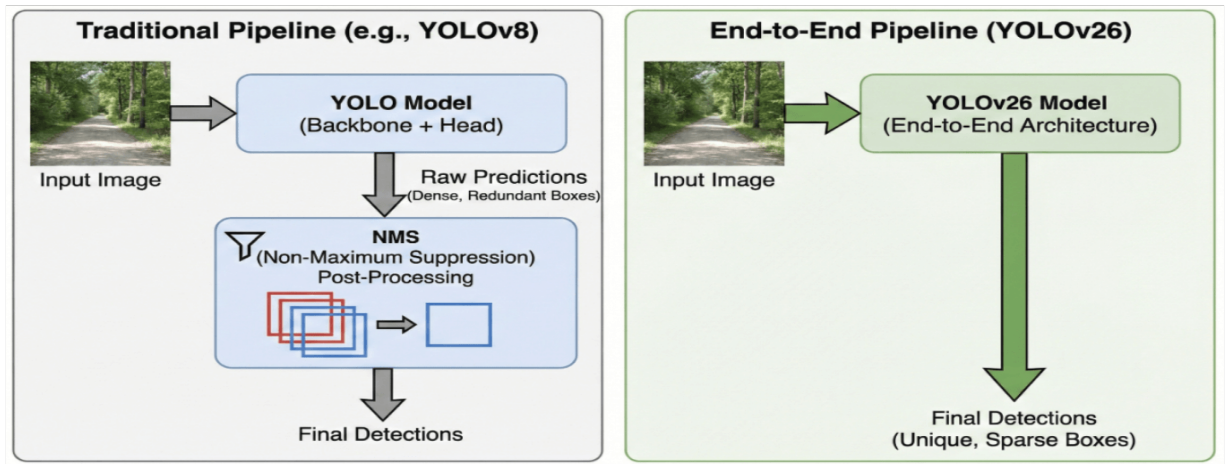 Traditional Pipeline (e.g., YOLOv8)
Input Image
YOLO Model
(Backbone + Head)
Raw Predictions
(Dense, Redundant Boxes)
NMS
(Non-Maximum Suppression)
Post-Processing
Final Detections
End-to-End Pipeline (YOLOv26)
Input Image
YOLOv26 Model
(End-to-End Architecture)
Final Detections
(Unique, Sparse Boxes)